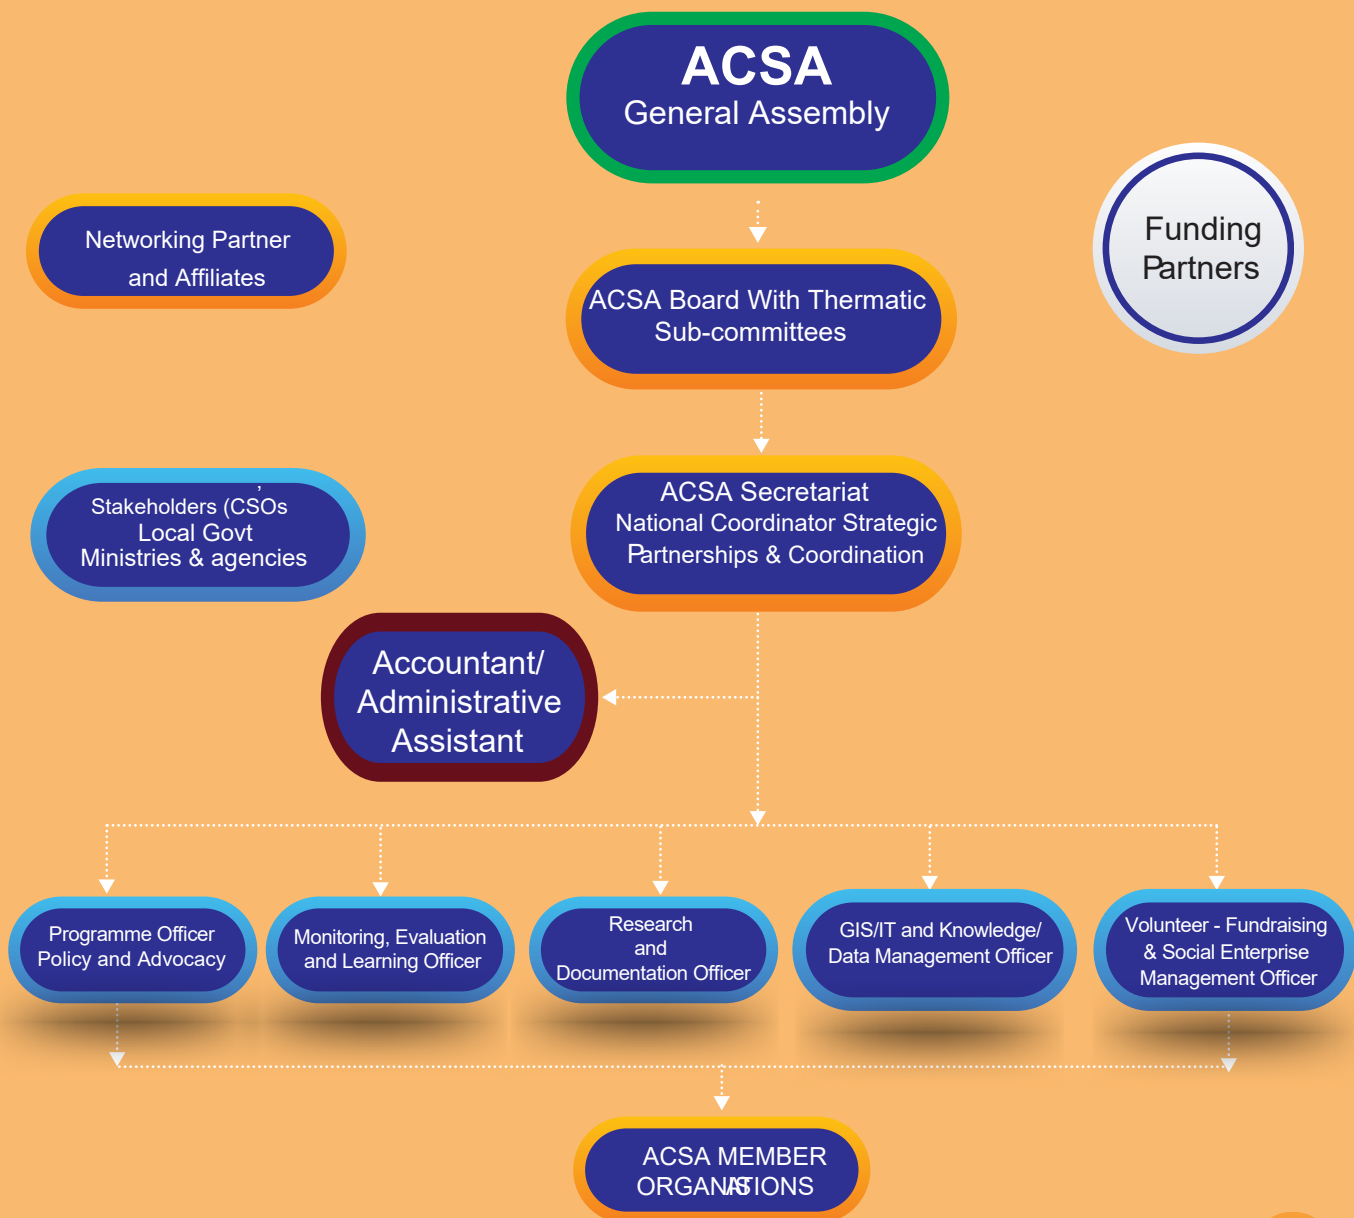 ACSA
General Assembly
Networking Partner
and Affiliates
Funding
Partners
ACSA Board With Thermatic
Sub-committees
Stakeholders (CSOs,
Local Govt
Ministries & agencies
ACSA Secretariat
National Coordinator Strategic
Partnerships & Coordination
Accountant/
Administrative
Assistant
Programme Officer
Policy and Advocacy
Monitoring, Evaluation
and Learning Officer
Research
and
Documentation Officer
GIS/IT and Knowledge/
Data Management Officer
Volunteer - Fundraising
& Social Enterprise
Management Officer
ACSA MEMBER
ORGANISATIONS